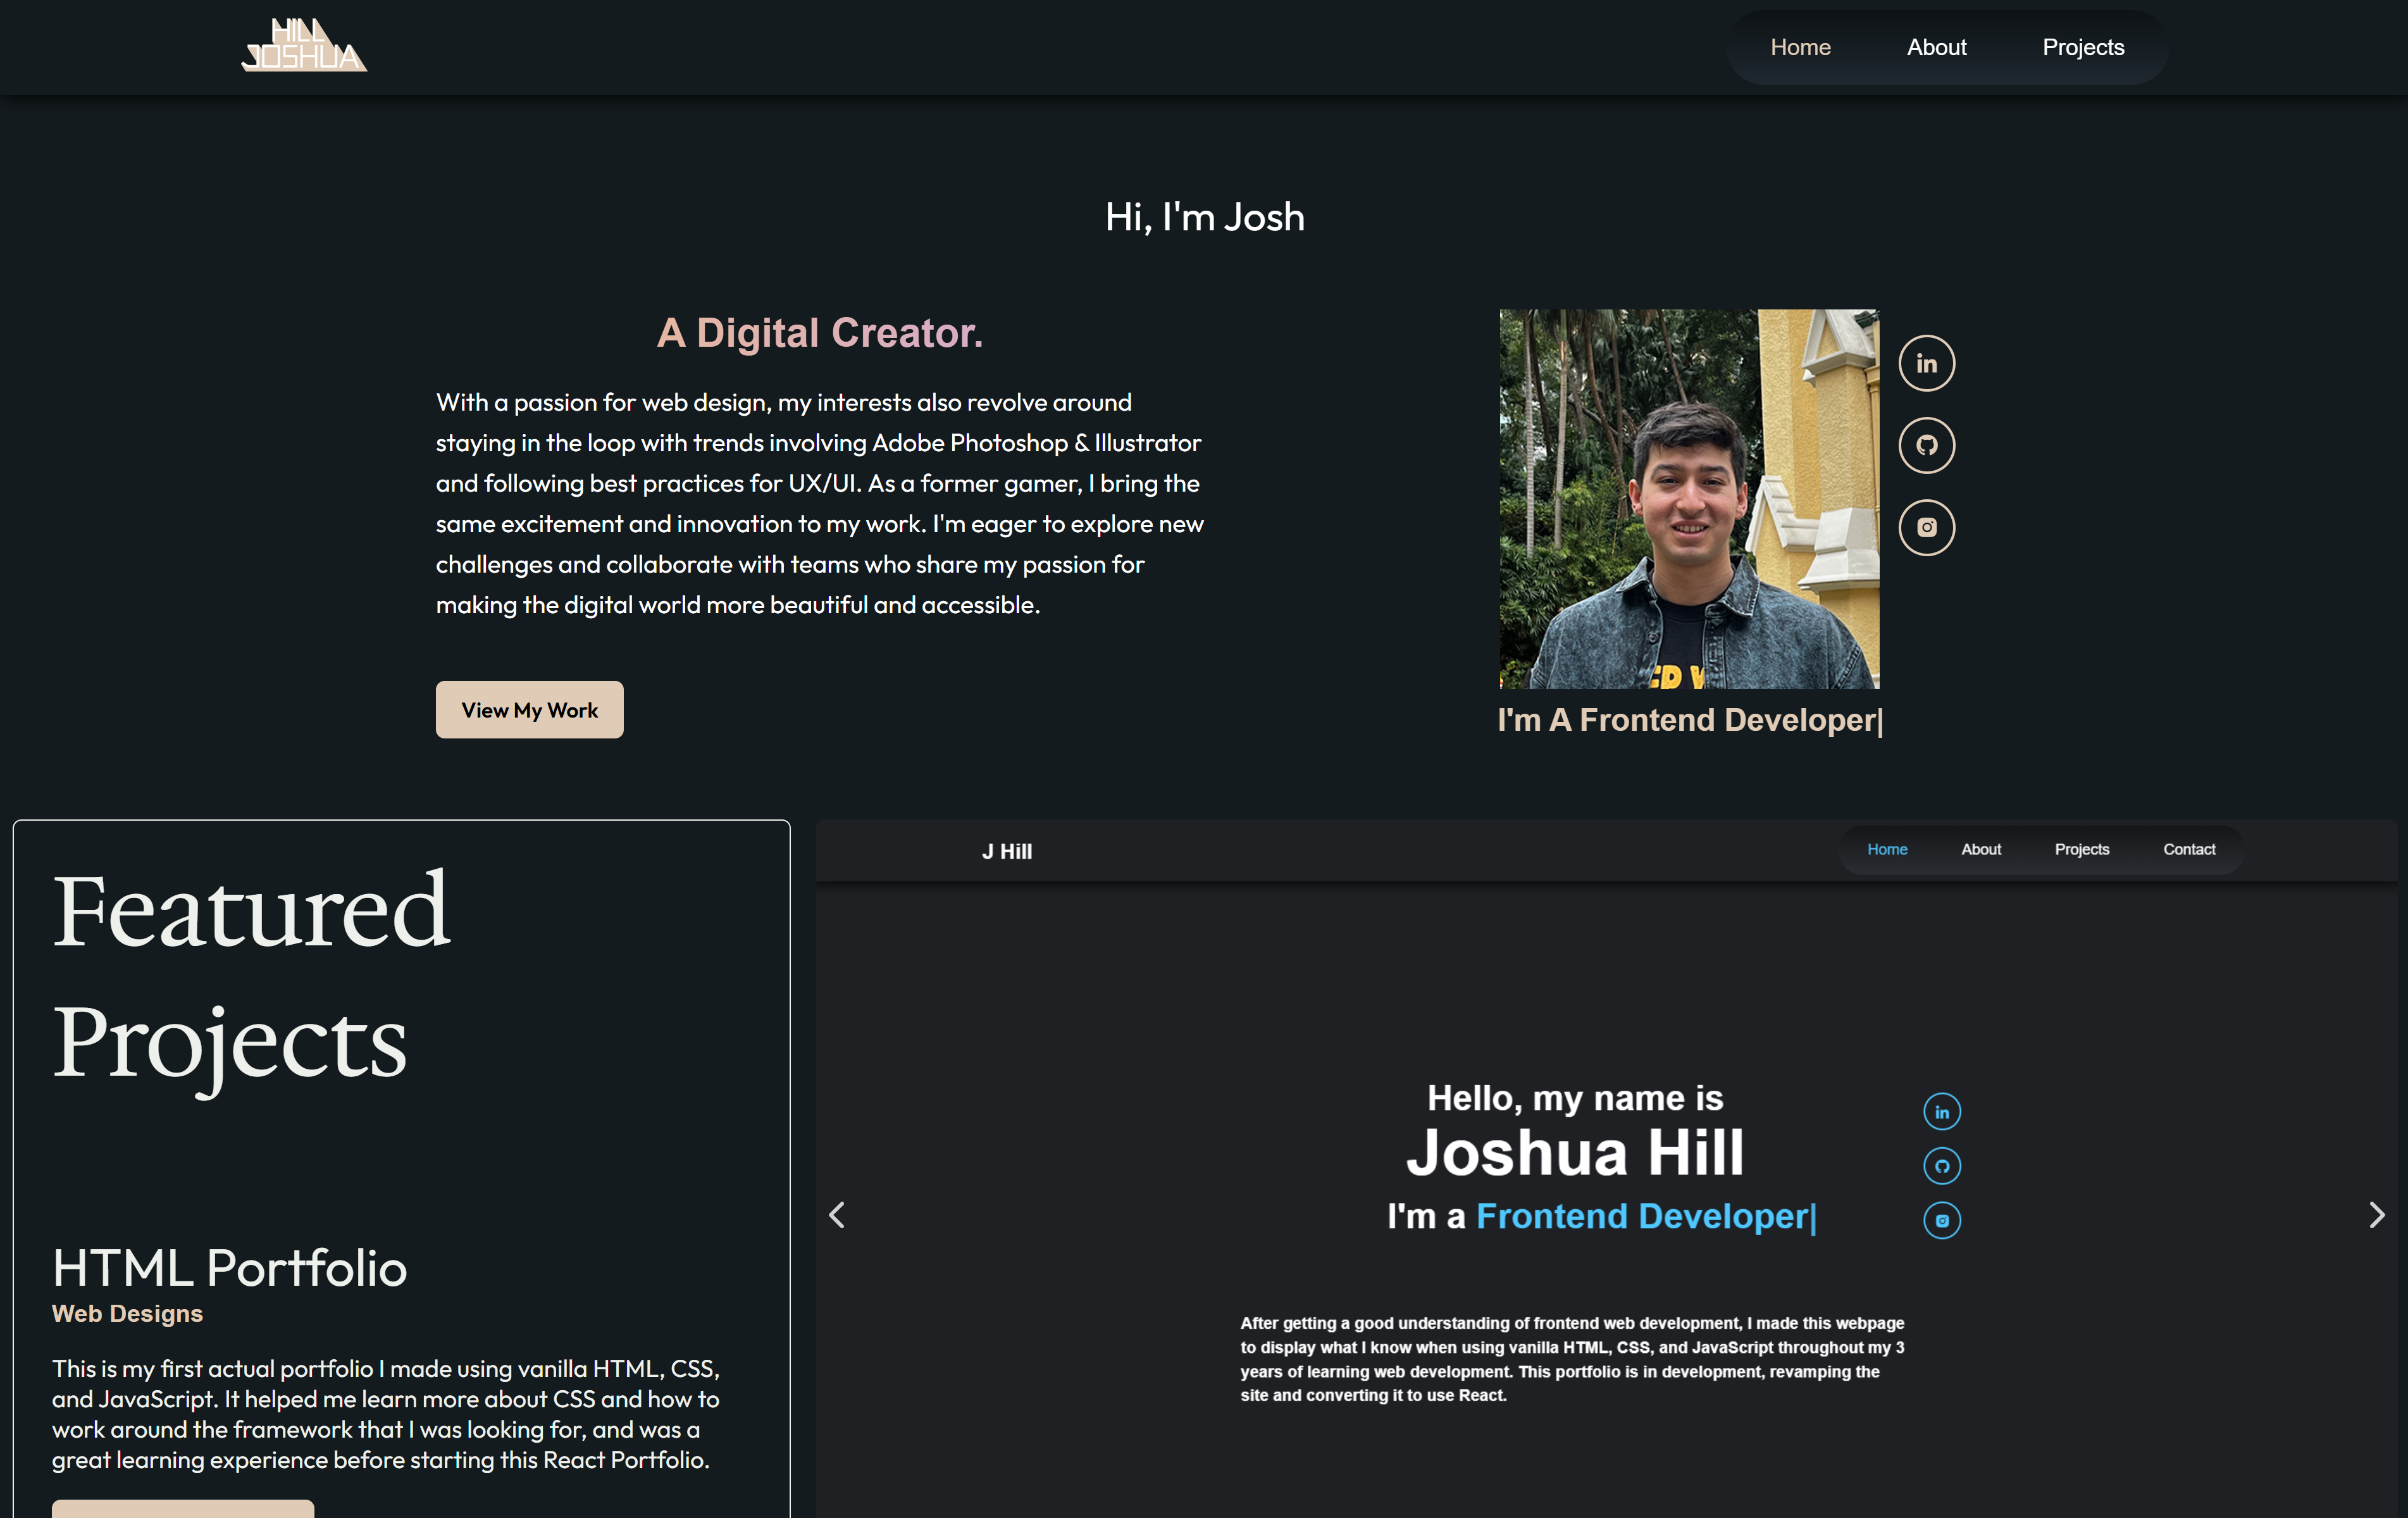 HILL
JOSHUA
Home
About
Projects
Hi, I'm Josh
A Digital Creator.
With a passion for web design, my interests also revolve around
staying in the loop with trends involving Adobe Photoshop & Illustrator
and following best practices for UX/UI. As a former gamer, I bring the
same excitement and innovation to my work. I'm eager to explore new
challenges and collaborate with teams who share my passion for
making the digital world more beautiful and accessible.
View My Work
in
I'm A Frontend Developer|
Featured
Projects
HTML Portfolio
Web Designs
This is my first actual portfolio I made using vanilla HTML, CSS,
and JavaScript. It helped me learn more about CSS and how to
work around the framework that I was looking for, and was a
great learning experience before starting this React Portfolio.
J Hill
Home
About
Projects
Contact
Hello, my name is
Joshua Hill
I'm a Frontend Developer|
in
After getting a good understanding of frontend web development, I made this webpage
to display what I know when using vanilla HTML, CSS, and JavaScript throughout my 3
years of learning web development. This portfolio is in development, revamping the
site and converting it to use React.